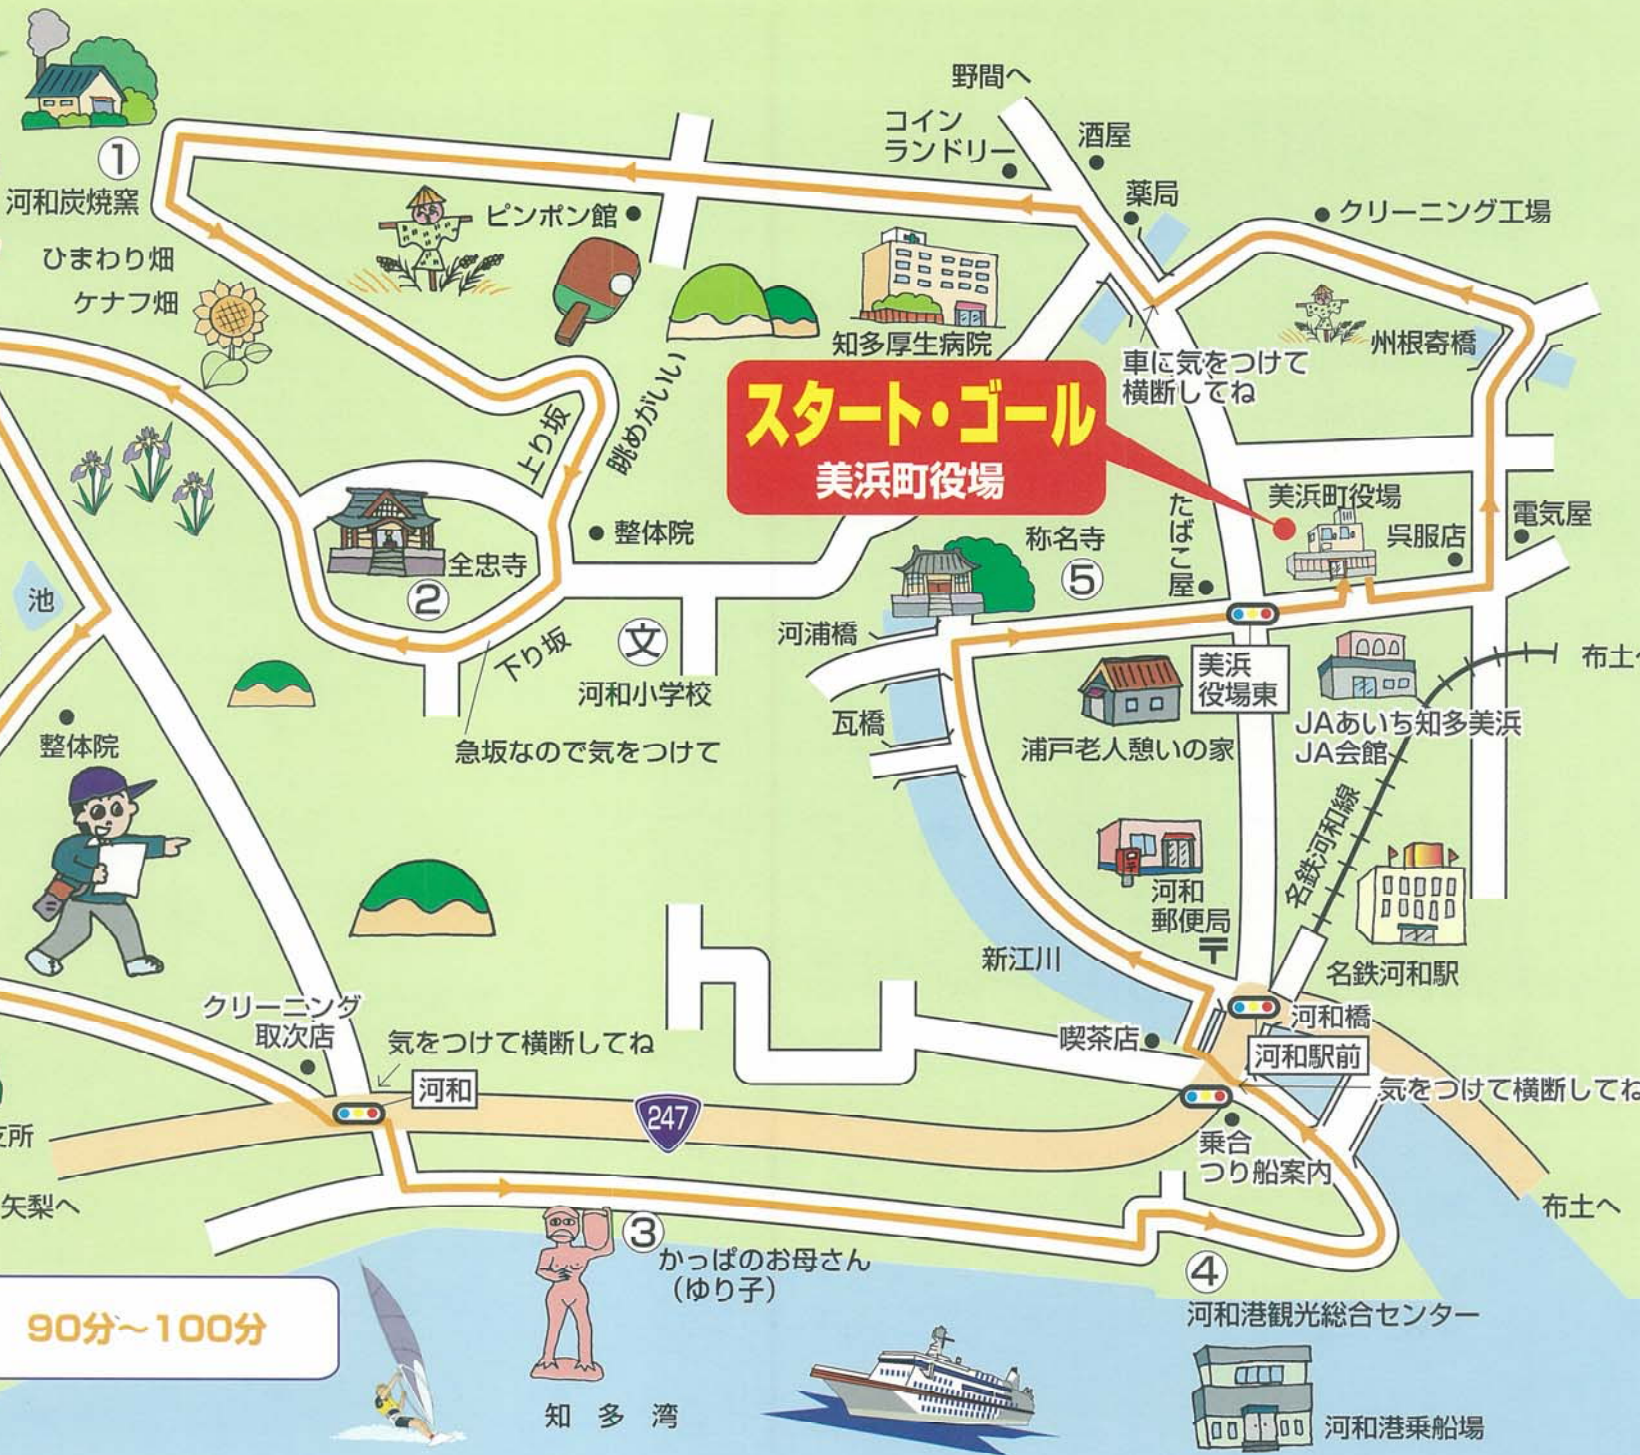 野間へ
コイン
ランドリー
酒屋
薬局
クリーニング工場
①
河和炭焼窯
ピンポン館
ひまわり畑
ケナフ畑
知多厚生病院
州根寄橋
車に気をつけて
横断してね
スタート・ゴール
美浜町役場
上り坂
眺めがいい
美浜町役場
呉服店
電気屋
たばこ屋
整体院
称名寺
⑤
全忠寺
②
池
文
河和小学校
下り坂
急坂なので気をつけて
河浦橋
瓦橋
美浜
役場東
布土へ
JAあいち知多美浜
JA会館
浦戸老人憩いの家
整体院
名鉄河和線
河和
郵便局
〒
新江川
名鉄河和駅
クリーニング
取次店
気をつけて横断してね
河和
247
喫茶店
河和橋
河和駅前
気をつけて横断してね
乗合
つり船案内
支所
矢梨へ
布土へ
③
かっぱのお母さん
（ゆり子）
④
河和港観光総合センター
90分～100分
知多湾
河和港乗船場